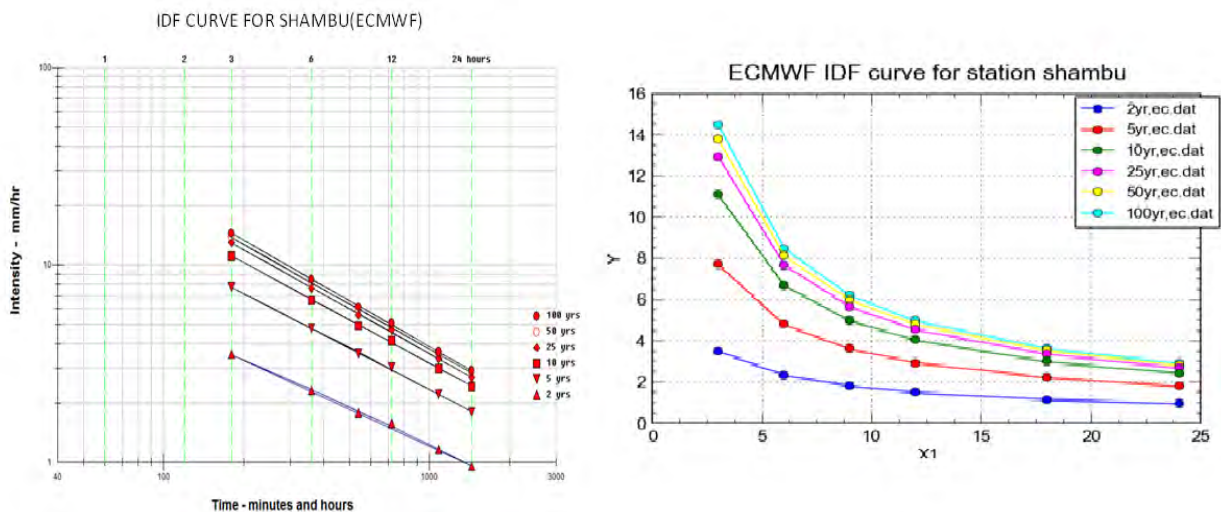 IDF CURVE FOR SHAMBU(ECMWF)
1 2 3 6 12 24 hours
100
10
1
Intensity - mm/hr
40 100 1000 3000
Time - minutes and hours
100 yrs
50 yrs
25 yrs
10 yrs
5 yrs
2 yrs
ECMWF IDF curve for station shambu
16
14
12
10
8
6
4
2
0
Y
0 5 10 15 20 25
X1
2yr,ec.dat
5yr,ec.dat
10yr,ec.dat
25yr,ec.dat
50yr,ec.dat
100yr,ec.dat